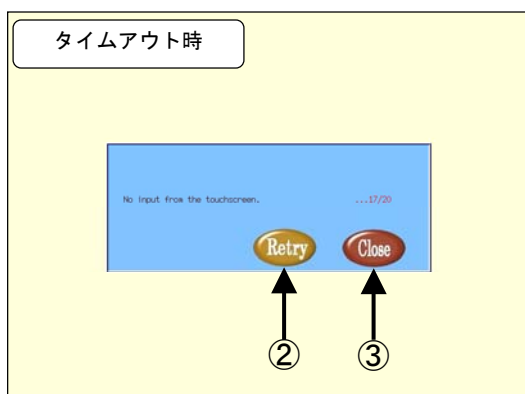 タイムアウト時
No Input from the touchscreen. ...17/20
Retry Close
② ③